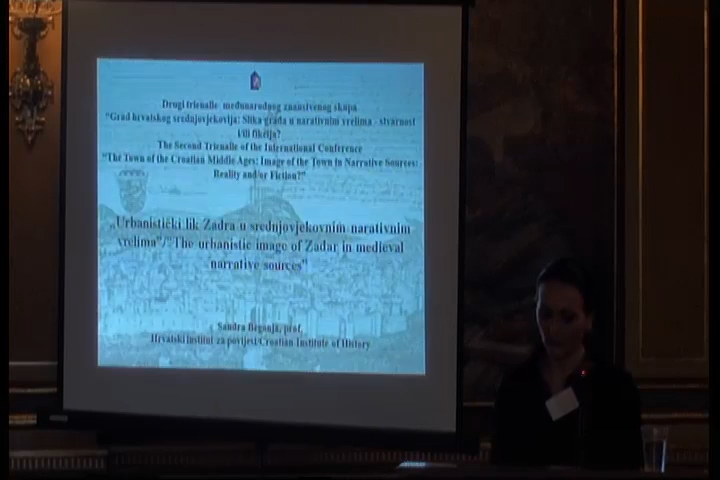 Drugi trienalle međunarodnog znanstvenog skupa
"Grad hrvatskog srednjovjekovlja: Slika grada u narativnim vrelima - stvarnost
i/ili fikcija?
The Second Trienalle of the International Conference
"The Town of the Croatian Middle Ages: Image of the Town in Narrative Sources:
Reality and/or Fiction?"
„Urbanistički lik Zadra u srednjovjekovnim narativnim
vrelima"/"The urbanistic image of Zadar in medieval
narrative sources"
Sandra Begonja, prof.
Hrvatski institut za povijest/Croatian Institute of History